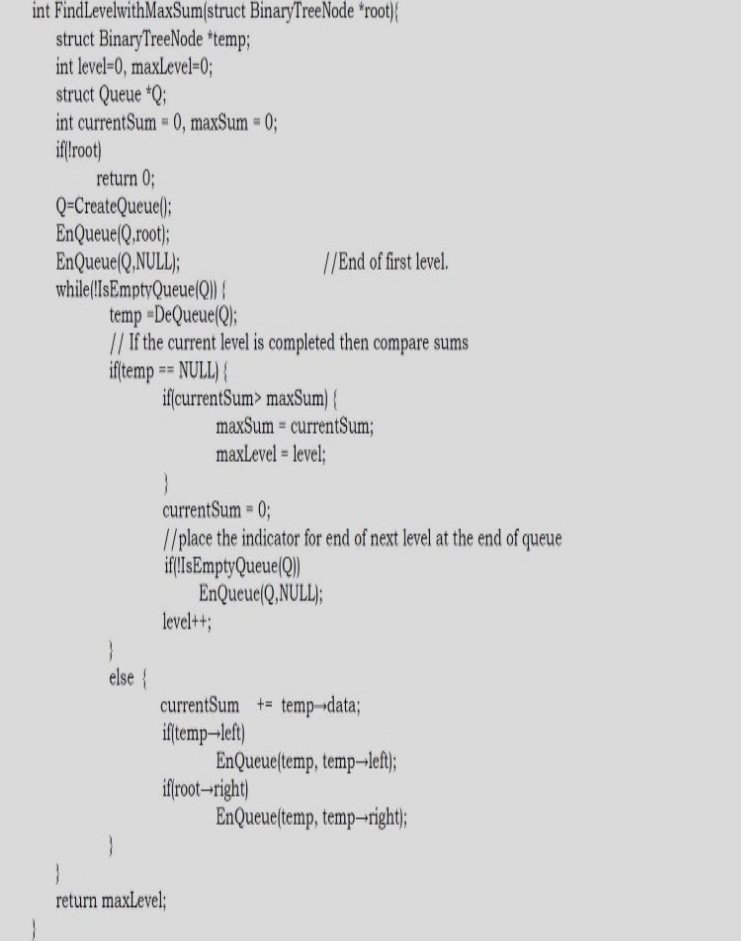 int FindLevelwithMaxSum(struct BinaryTreeNode *root){
struct BinaryTreeNode *temp;
int level=0, maxLevel=0;
struct Queue *Q;
int currentSum = 0, maxSum = 0;
if(!root)
return 0;
Q=CreateQueue();
EnQueue(Q,root);
EnQueue(Q,NULL); //End of first level.
while(!IsEmptyQueue(Q)) {
temp =DeQueue(Q);
// If the current level is completed then compare sums
if(temp == NULL) {
if(currentSum> maxSum) {
maxSum = currentSum;
maxLevel = level;
}
currentSum = 0;
//place the indicator for end of next level at the end of queue
if(!IsEmptyQueue(Q))
EnQueue(Q,NULL);
level++;
}
else {
currentSum += temp→data;
if(temp→left)
EnQueue(temp, temp→left);
if(root→right)
EnQueue(temp, temp→right);
}
}
return maxLevel;
}